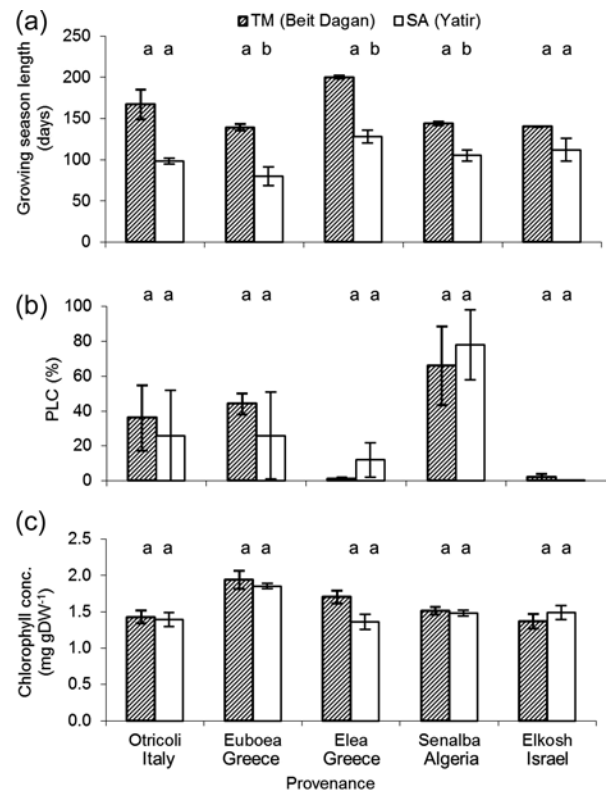 (a)
TM (Beit Dagan) SA (Yatir)
Growing season length
(days)
250
200
150
100
50
0
a a a b a b a b a a
(b)
PLC (%)
100
80
60
40
20
0
a a a a a a a a a a
(c)
Chlorophyll conc.
(mg gDW⁻¹)
2.5
2.0
1.5
1.0
0.5
0.0
a a a a a a a a a a
Otricoli Euboea Elea Senalba Elkosh
Italy Greece Greece Algeria Israel
Provenance